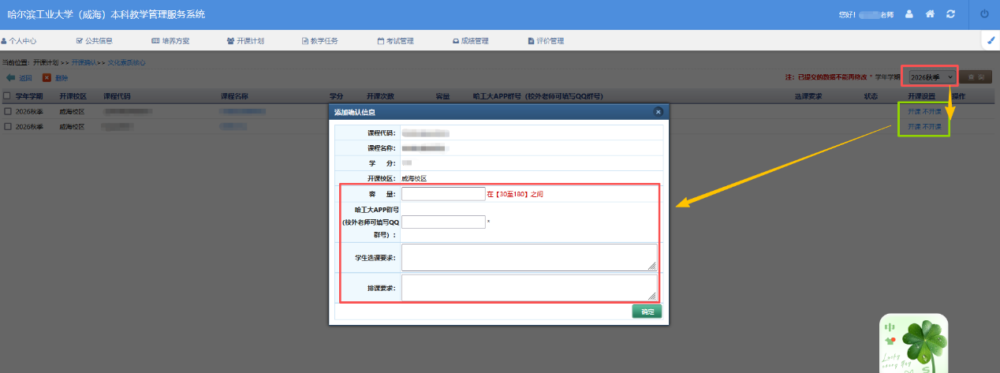 哈尔滨工业大学（威海）本科教学管理服务系统
您好！ 老师
个人中心 公共信息 培养方案 开课计划 教学任务 考试管理 成绩管理 评价管理
当前位置：开课计划 >> 开课确认>> 文化素质核心
返回 删除 注：已提交的数据不能再修改 * 学年学期 2026秋季 查 询
学年学期 开课校区 课程代码 课程名称 学分 开课次数 容量 哈工大APP群号（校外老师可填写QQ群号） 选课要求 状态 开课设置 操作
2026秋季 威海校区 开课 不开课
2026秋季 威海校区 开课 不开课
添加确认信息
课程代码：
课程名称：
学 分：
开课校区： 威海校区
容 量： 在【30至180】之间
哈工大APP群号
(校外老师可填写QQ *
群号) ：
学生选课要求：
排课要求：
确定
Lucky